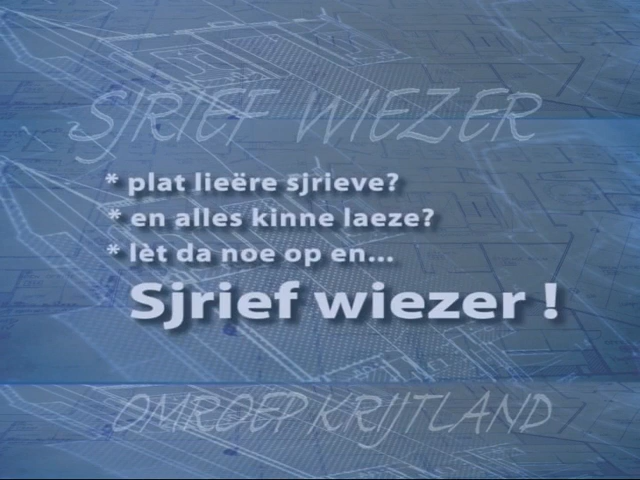 SJRIEF WIEZER
* plat lieëre sjrieve?
* en alles kinne laeze?
* lèt da noe op en...
Sjrief wiezer !
OMROEP KRIJTLAND